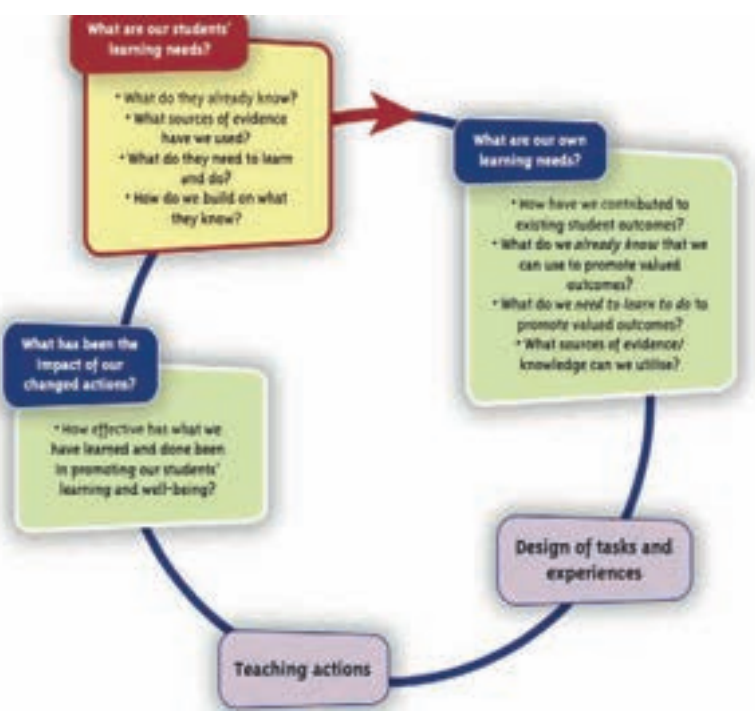 What are our students'
learning needs?
• What do they already know?
• What sources of evidence
have we used?
• What do they need to learn
and do?
• How do we build on what
they know?
What are our own
learning needs?
• How have we contributed to
existing student outcomes?
• What do we already know that we
can use to promote valued
outcomes?
• What do we need to learn to do to
promote valued outcomes?
• What sources of evidence/
knowledge can we utilise?
Design of tasks and
experiences
Teaching actions
What has been the
impact of our
changed actions?
• How effective has what we
have learned and done been
in promoting our students'
learning and well-being?